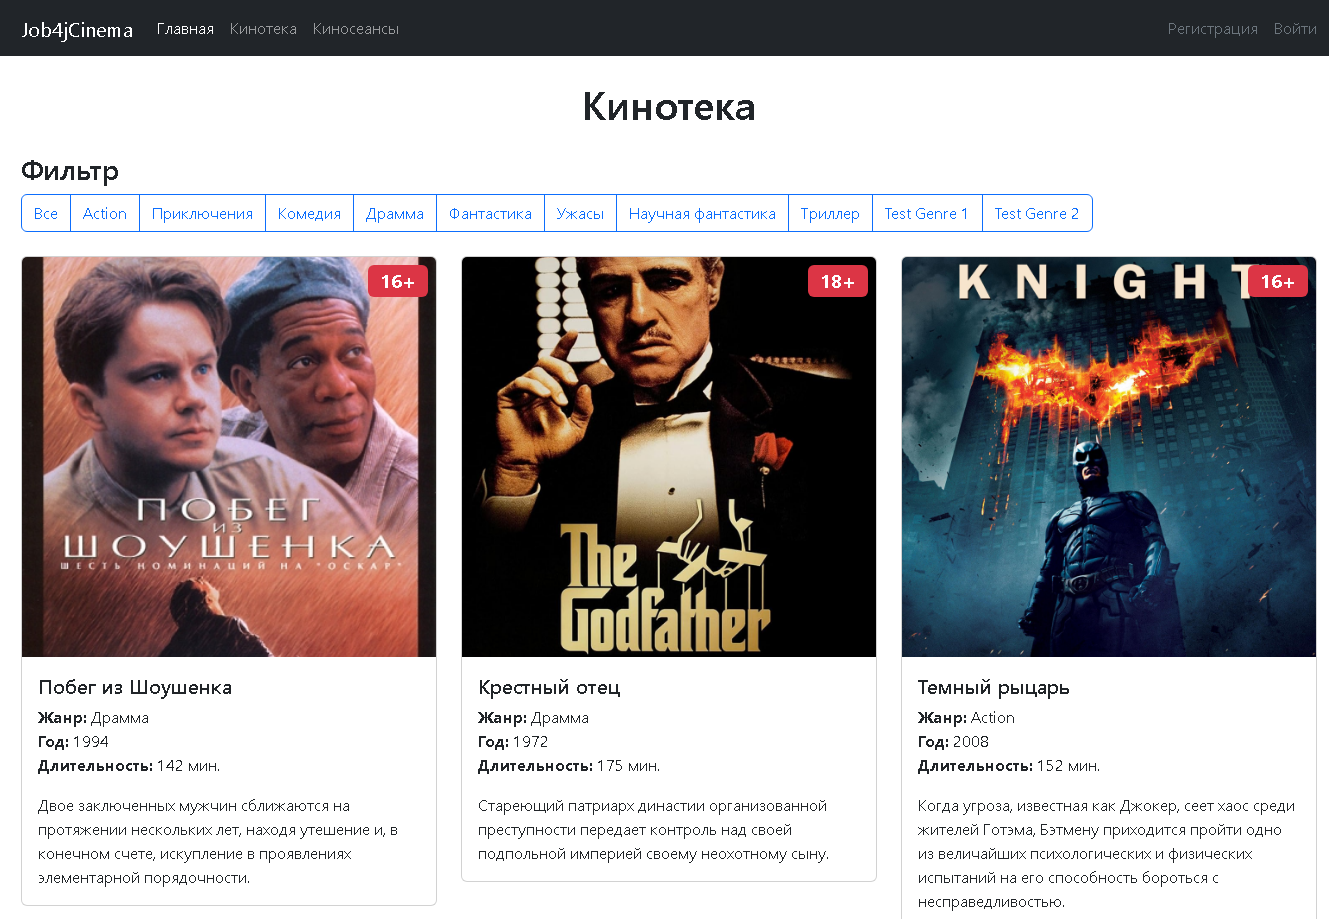 Job4jCinema Главная Кинотека Киносеансы Регистрация Войти
Кинотека
Фильтр
Все Action Приключения Комедия Драмма Фантастика Ужасы Научная фантастика Триллер Test Genre 1 Test Genre 2
16+
ПОБЕГ
ИЗ
ШОУШЕНКА
ШЕСТЬ НОМИНАЦИЙ НА "ОСКАР"
Побег из Шоушенка
Жанр: Драмма
Год: 1994
Длительность: 142 мин.
Двое заключенных мужчин сближаются на
протяжении нескольких лет, находя утешение и, в
конечном счете, искупление в проявлениях
элементарной порядочности.
18+
The
Godfather
Крестный отец
Жанр: Драмма
Год: 1972
Длительность: 175 мин.
Стареющий патриарх династии организованной
преступности передает контроль над своей
подпольной империей своему неохотному сыну.
KNIGHT
16+
Темный рыцарь
Жанр: Action
Год: 2008
Длительность: 152 мин.
Когда угроза, известная как Джокер, сеет хаос среди
жителей Готэма, Бэтмену приходится пройти одно
из величайших психологических и физических
испытаний на его способность бороться с
несправедливостью.